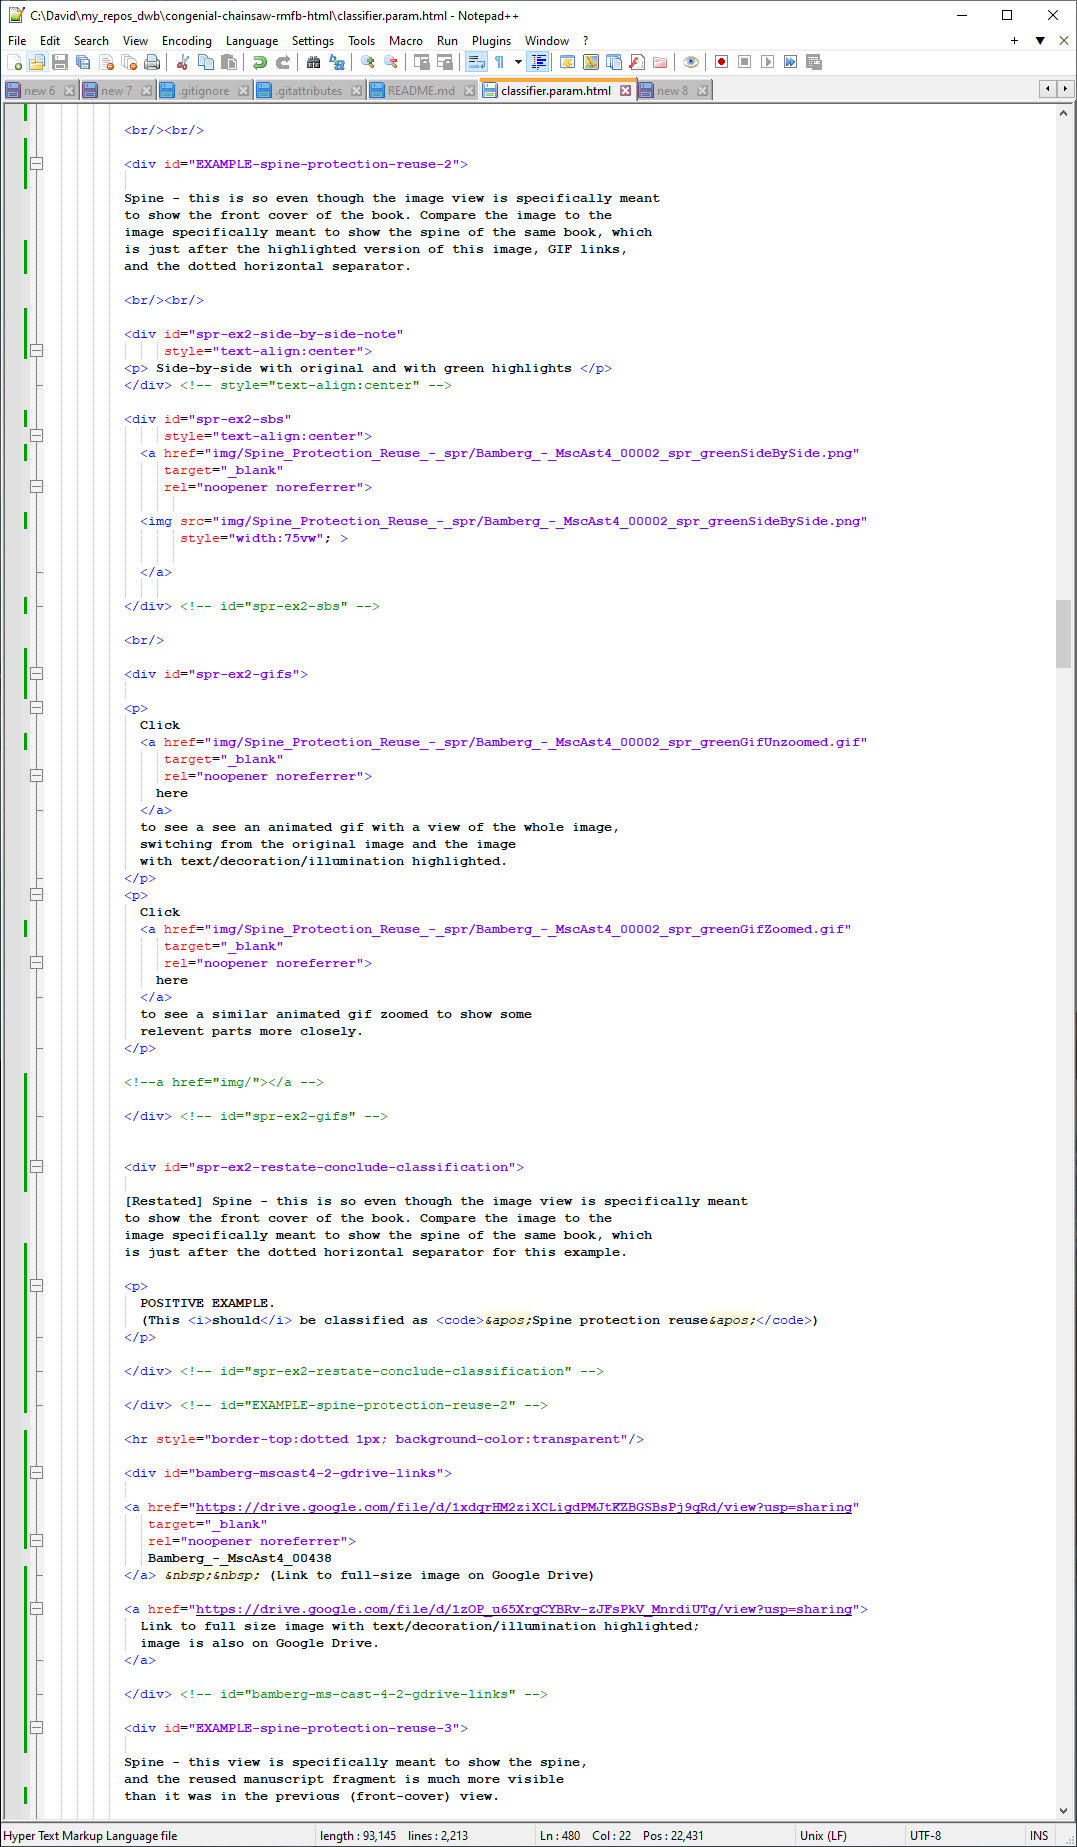 C:\David\my_repos_dwb\congenial-chainsaw-rmfb-html\classifier.param.html - Notepad++
File Edit Search View Encoding Language Settings Tools Macro Run Plugins Window ?
new 6 new 7 .gitignore .gitattributes README.md classifier.param.html new 8
<br/><br/>
<div id="EXAMPLE-spine-protection-reuse-2">
Spine - this is so even though the image view is specifically meant
to show the front cover of the book. Compare the image to the
image specifically meant to show the spine of the same book, which
is just after the highlighted version of this image, GIF links,
and the dotted horizontal separator.
<br/><br/>
<div id="spr-ex2-side-by-side-note"
style="text-align:center">
<p> Side-by-side with original and with green highlights </p>
</div> <!-- style="text-align:center" -->
<div id="spr-ex2-sbs"
style="text-align:center">
<a href="img/Spine_Protection_Reuse_-_spr/Bamberg_-_MscAst4_00002_spr_greenSideBySide.png"
target="_blank"
rel="noopener noreferrer">
<img src="img/Spine_Protection_Reuse_-_spr/Bamberg_-_MscAst4_00002_spr_greenSideBySide.png"
style="width:75vw"; >
</a>
</div> <!-- id="spr-ex2-sbs" -->
<br/>
<div id="spr-ex2-gifs">
<p>
Click
<a href="img/Spine_Protection_Reuse_-_spr/Bamberg_-_MscAst4_00002_spr_greenGifUnzoomed.gif"
target="_blank"
rel="noopener noreferrer">
here
</a>
to see a see an animated gif with a view of the whole image,
switching from the original image and the image
with text/decoration/illumination highlighted.
</p>
<p>
Click
<a href="img/Spine_Protection_Reuse_-_spr/Bamberg_-_MscAst4_00002_spr_greenGifZoomed.gif"
target="_blank"
rel="noopener noreferrer">
here
</a>
to see a similar animated gif zoomed to show some
relevent parts more closely.
</p>
<!--a href="img/"></a -->
</div> <!-- id="spr-ex2-gifs" -->
<div id="spr-ex2-restate-conclude-classification">
[Restated] Spine - this is so even though the image view is specifically meant
to show the front cover of the book. Compare the image to the
image specifically meant to show the spine of the same book, which
is just after the dotted horizontal separator for this example.
<p>
POSITIVE EXAMPLE.
(This <i>should</i> be classified as <code>&apos;Spine protection reuse&apos;</code>)
</p>
</div> <!-- id="spr-ex2-restate-conclude-classification" -->
</div> <!-- id="EXAMPLE-spine-protection-reuse-2" -->
<hr style="border-top:dotted 1px; background-color:transparent"/>
<div id="bamberg-mscast4-2-gdrive-links">
<a href="https://drive.google.com/file/d/1xdqrHM2ziXCLigdPMJtKZBGSBsPj9qRd/view?usp=sharing"
target="_blank"
rel="noopener noreferrer">
Bamberg_-_MscAst4_00438
</a> &nbsp;&nbsp; (Link to full-size image on Google Drive)
<a href="https://drive.google.com/file/d/1zOP_u65XrgCYBRv-zJFsPkV_MnrdiUTg/view?usp=sharing">
Link to full size image with text/decoration/illumination highlighted;
image is also on Google Drive.
</a>
</div> <!-- id="bamberg-ms-cast-4-2-gdrive-links" -->
<div id="EXAMPLE-spine-protection-reuse-3">
Spine - this view is specifically meant to show the spine,
and the reused manuscript fragment is much more visible
than it was in the previous (front-cover) view.
Hyper Text Markup Language file length : 93,145 lines : 2,213 Ln : 480 Col : 22 Pos : 22,431 Unix (LF) UTF-8 INS